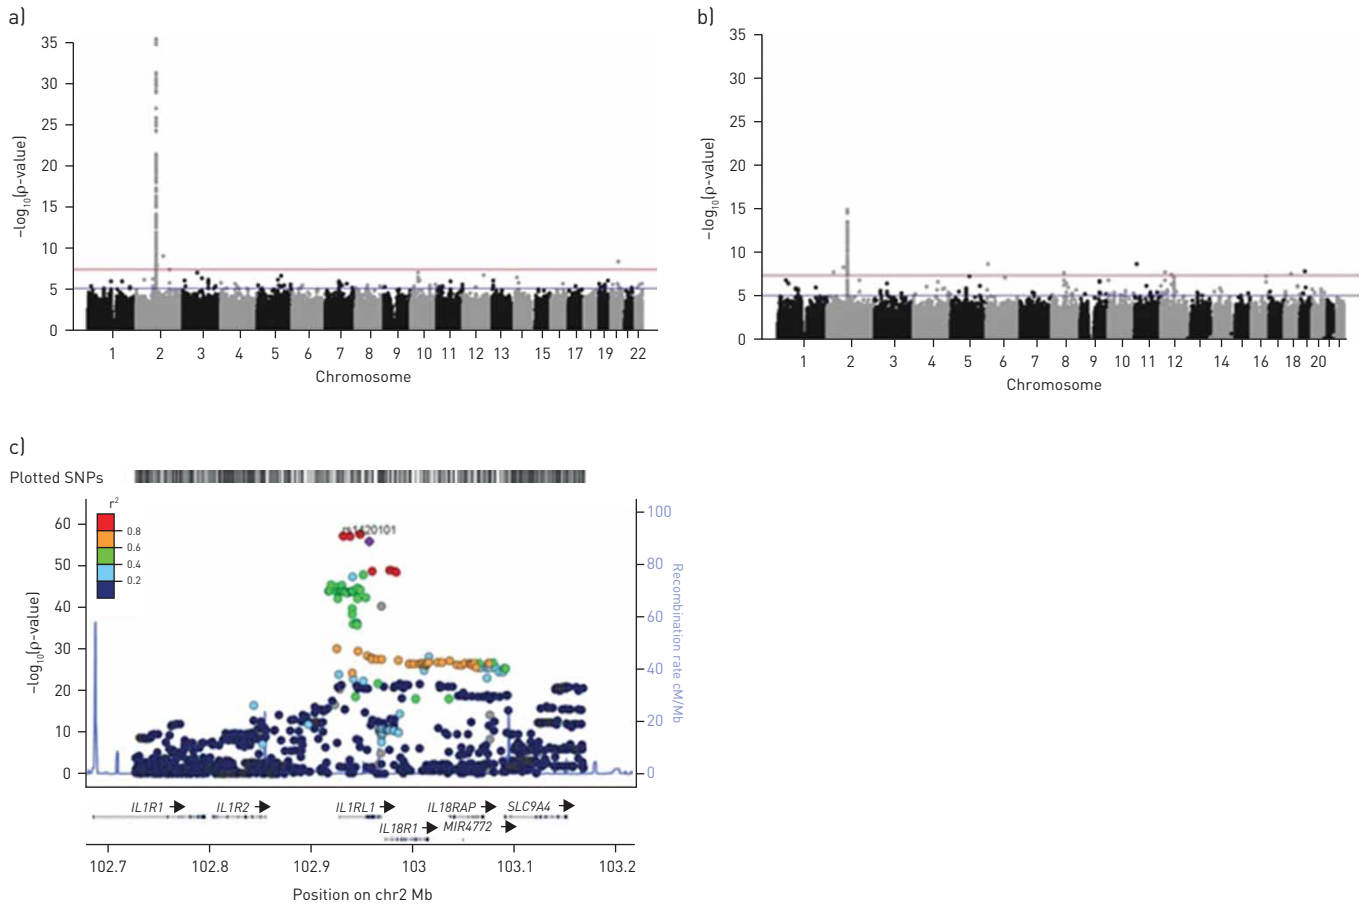 a)
35
30
25
20
15
10
5
0
–log10(ρ-value)
1 2 3 4 5 6 7 8 9 10 11 12 13 15 17 19 22
Chromosome
b)
35
30
25
20
15
10
5
0
–log10(ρ-value)
1 2 3 4 5 6 7 8 9 10 11 12 14 16 18 20
Chromosome
c)
Plotted SNPs
r2
0.8
0.6
0.4
0.2
rs1420101
60
50
40
30
20
10
0
–log10(ρ-value)
100
80
60
40
20
0
Recombination rate cM/Mb
IL1R1 IL1R2 IL1RL1 IL18RAP SLC9A4
IL18R1 MIR4772
102.7 102.8 102.9 103 103.1 103.2
Position on chr2 Mb